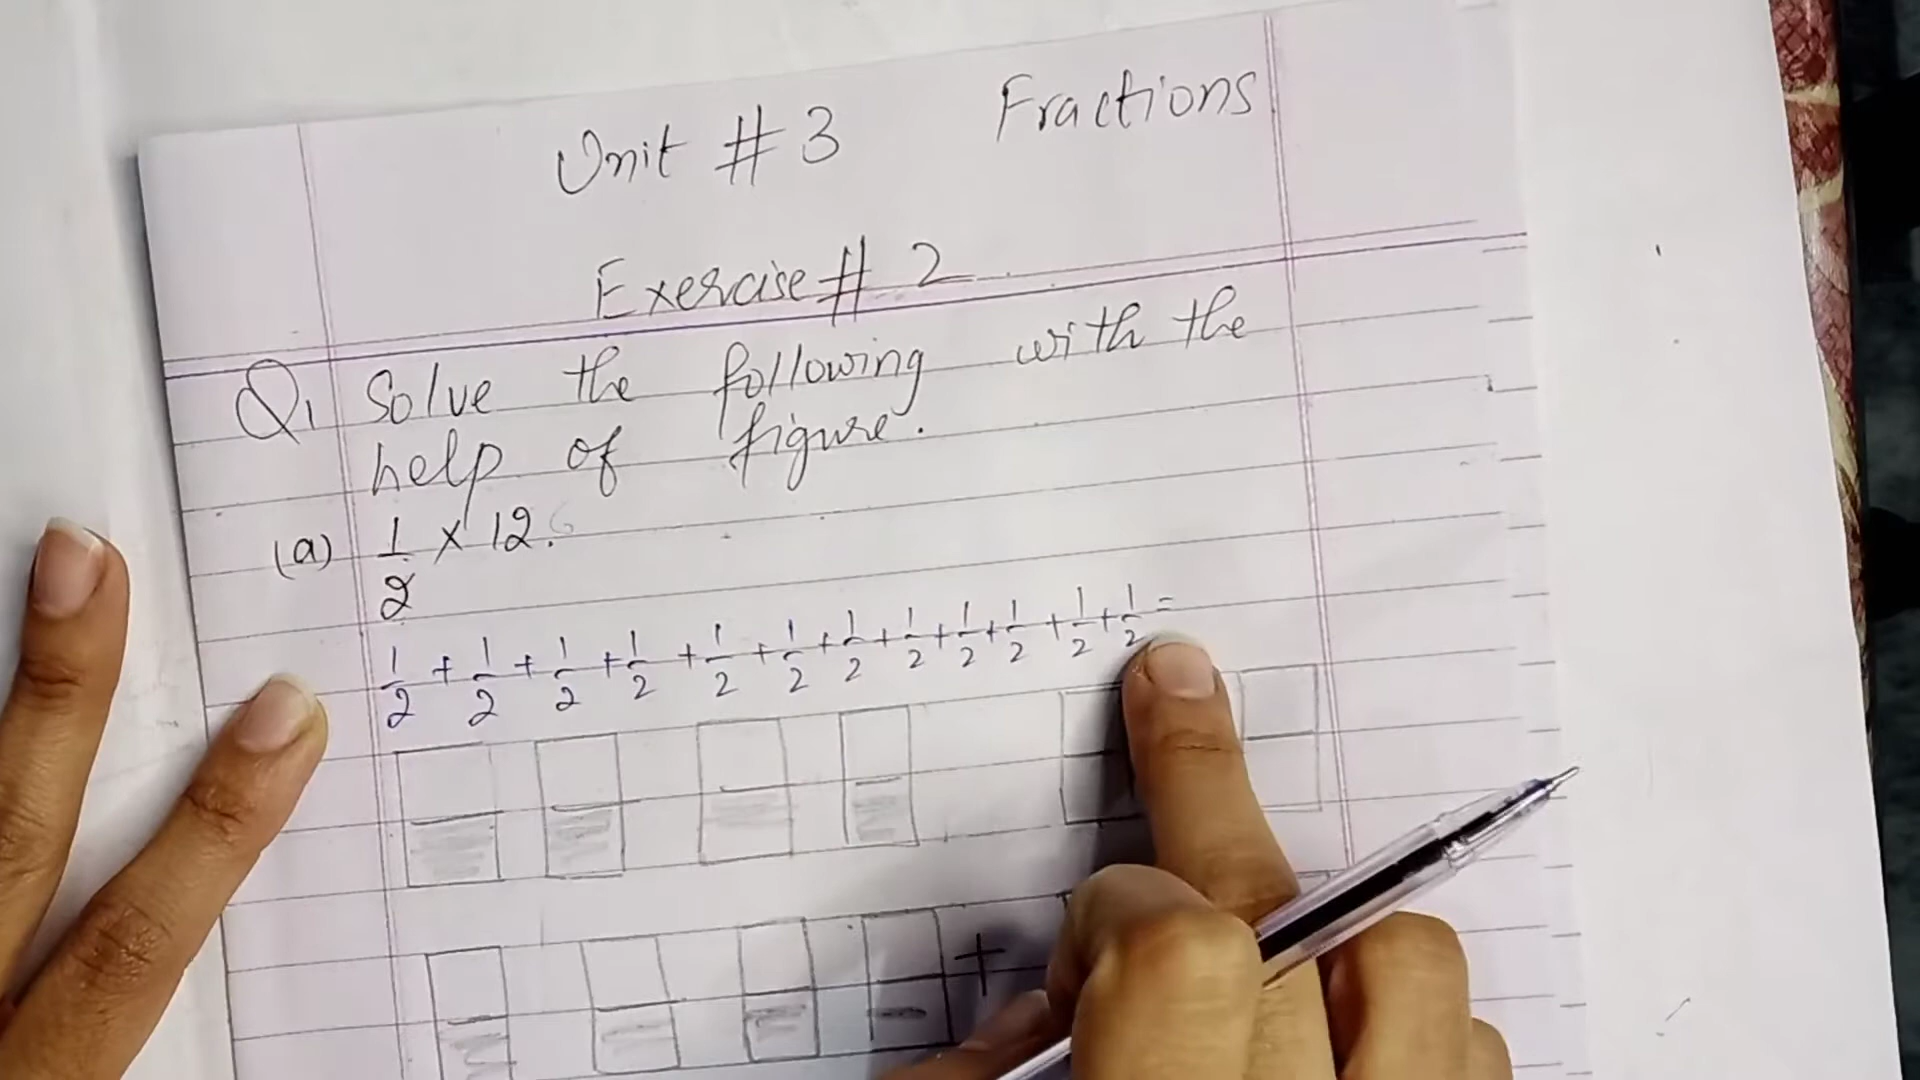 Unit # 3 Fractions
Exercise # 2
Q1 Solve the following with the
help of figure.
(a) 1/2 × 12.
1/2 + 1/2 + 1/2 + 1/2 + 1/2 + 1/2 + 1/2 + 1/2 + 1/2 + 1/2 + 1/2 + 1/2 =
+